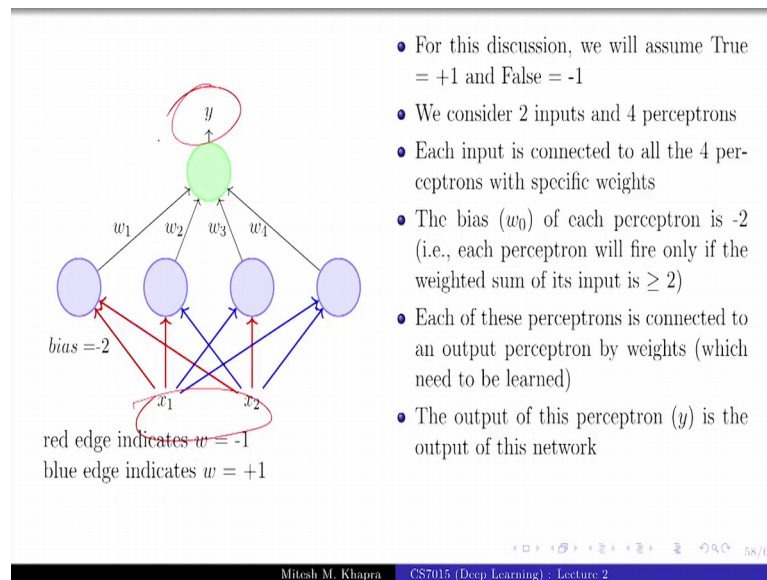 y
w₁ w₂ w₃ w₄
bias =-2
x₁ x₂
red edge indicates w = -1
blue edge indicates w = +1
For this discussion, we will assume True
= +1 and False = -1
We consider 2 inputs and 4 perceptrons
Each input is connected to all the 4 per-
ceptrons with specific weights
The bias (w₀) of each perceptron is -2
(i.e., each perceptron will fire only if the
weighted sum of its input is ≥ 2)
Each of these perceptrons is connected to
an output perceptron by weights (which
need to be learned)
The output of this perceptron (y) is the
output of this network
Mitesh M. Khapra CS7015 (Deep Learning) : Lecture 2